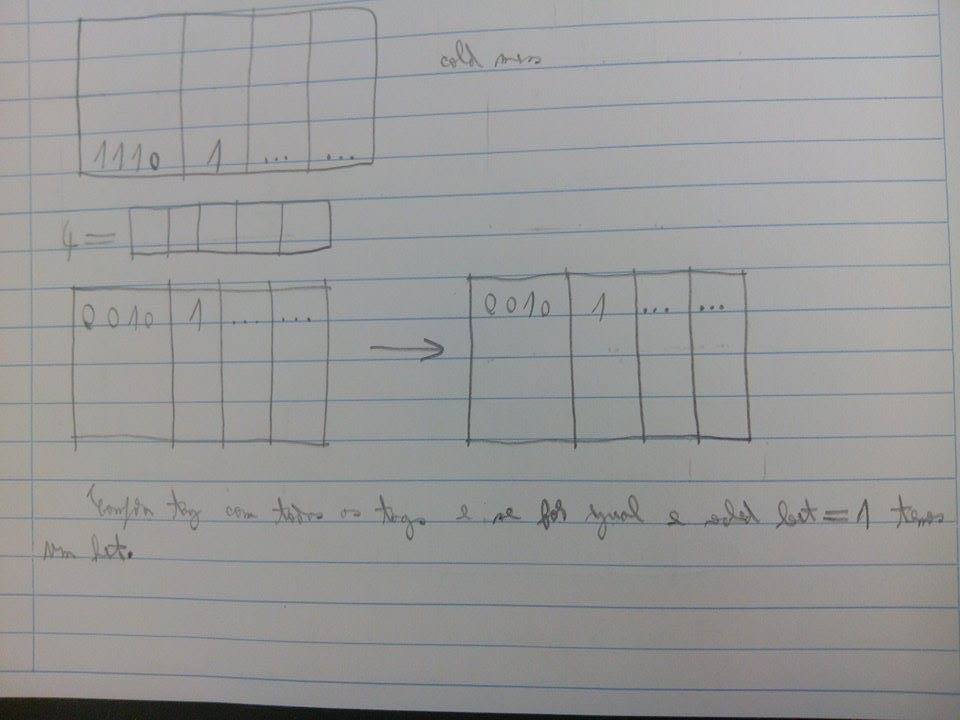 cold miss
1110 1 ... ...
4 =
0010 1 ... ... 0010 1 ... ...
tag com todos os tags e se for igual e valid bit = 1 temos
um hit.